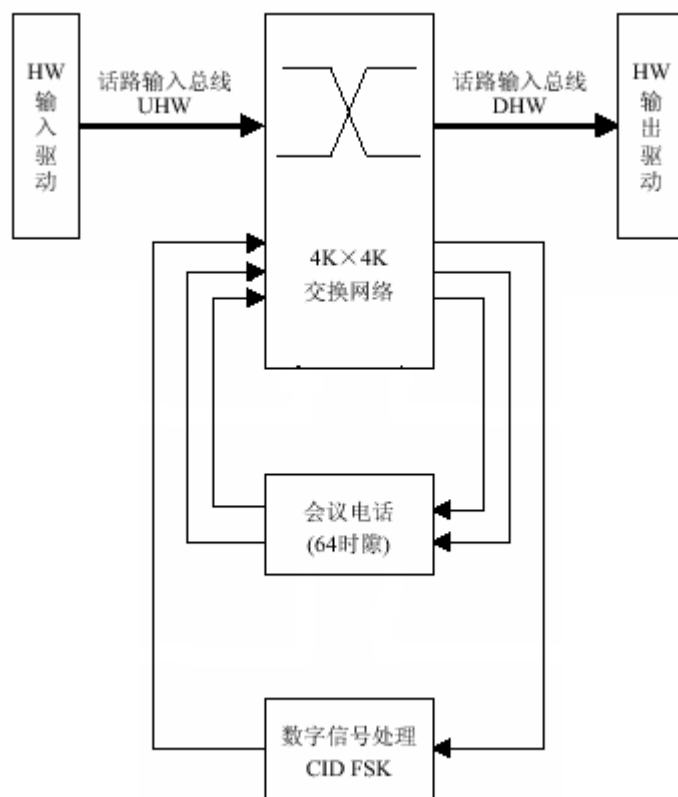 HW
输
入
驱
动
话路输入总线
UHW
话路输入总线
DHW
HW
输
出
驱
动
4K×4K
交换网络
会议电话
(64时隙)
数字信号处理
CID FSK